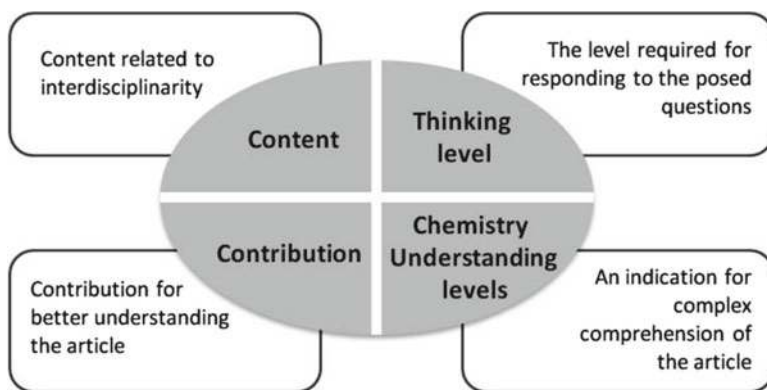 Content related to
interdisciplinarity
The level required for
responding to the posed
questions
Content
Thinking
level
Contribution
Chemistry
Understanding
levels
Contribution for
better understanding
the article
An indication for
complex
comprehension of
the article